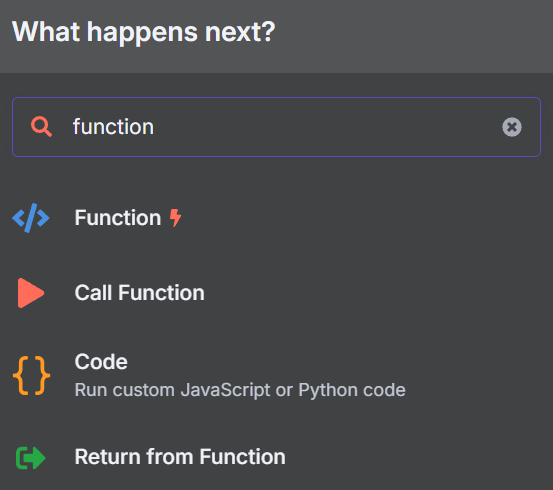 What happens next?
function
Function
Call Function
Code
Run custom JavaScript or Python code
Return from Function